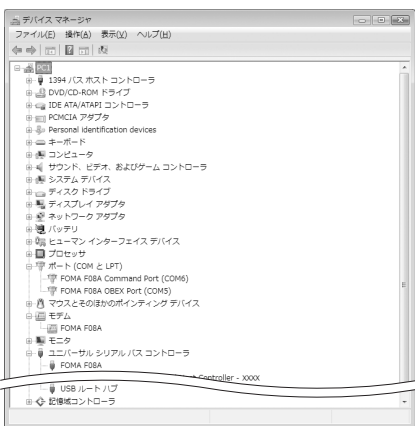 デバイス マネージャ
ファイル(F) 操作(A) 表示(V) ヘルプ(H)
PC1
1394 バス ホスト コントローラ
DVD/CD-ROM ドライブ
IDE ATA/ATAPI コントローラ
PCMCIA アダプタ
Personal identification devices
キーボード
コンピュータ
サウンド、ビデオ、およびゲーム コントローラ
システム デバイス
ディスク ドライブ
ディスプレイ アダプタ
ネットワーク アダプタ
バッテリ
ヒューマン インターフェイス デバイス
プロセッサ
ポート (COM と LPT)
FOMA F08A Command Port (COM6)
FOMA F08A OBEX Port (COM5)
マウスとそのほかのポインティング デバイス
モデム
FOMA F08A
モニタ
ユニバーサル シリアル バス コントローラ
FOMA F08A
Controller - XXXX
USB ルート ハブ
記憶域コントローラ